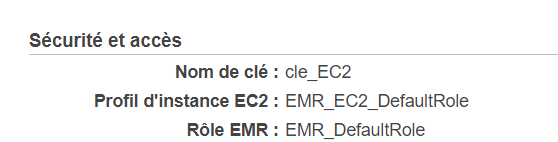 Sécurité et accès
Nom de clé : cle_EC2
Profil d'instance EC2 : EMR_EC2_DefaultRole
Rôle EMR : EMR_DefaultRole